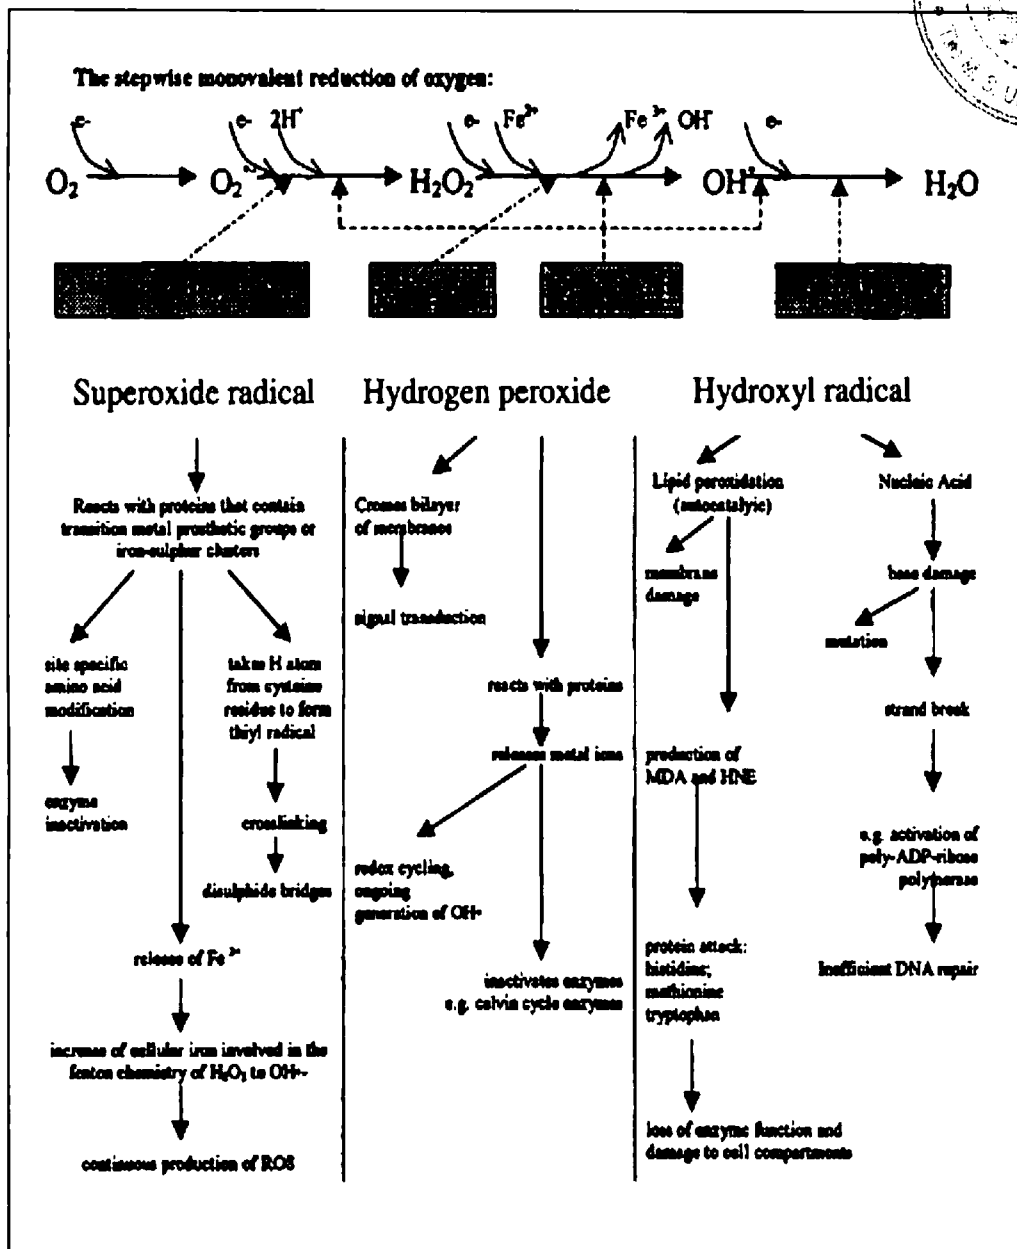 The stepwise monovalent reduction of oxygen:
e- e- 2H⁺ e- Fe²⁺ Fe³⁺ OH⁻ e-
O₂ O₂•- H₂O₂ OH• H₂O
Superoxide radical
Reacts with proteins that contain
transition metal prosthetic groups or
iron-sulphur clusters
site specific
amino acid
modification
enzyme
inactivation
takes H atom
from cysteine
residue to form
thiyl radical
crosslinking
disulphide bridges
release of Fe
increase of cellular iron involved in the
fenton chemistry of H₂O₂ to OH•-
continuous production of ROS
Hydrogen peroxide
Crosses bilayer
of membranes
signal transduction
reacts with proteins
releases metal ions
redox cycling,
ongoing
generation of OH•
inactivates enzymes
e.g. calvin cycle enzymes
Hydroxyl radical
Lipid peroxidation
(autocatalyic)
membrane
damage
production of
MDA and HNE
protein attack:
histidine;
methionine
tryptophan
loss of enzyme function and
damage to cell compartments
Nucleic Acid
base damage
mutation
strand break
e.g. activation of
poly-ADP-ribose
polymerase
Inefficient DNA repair